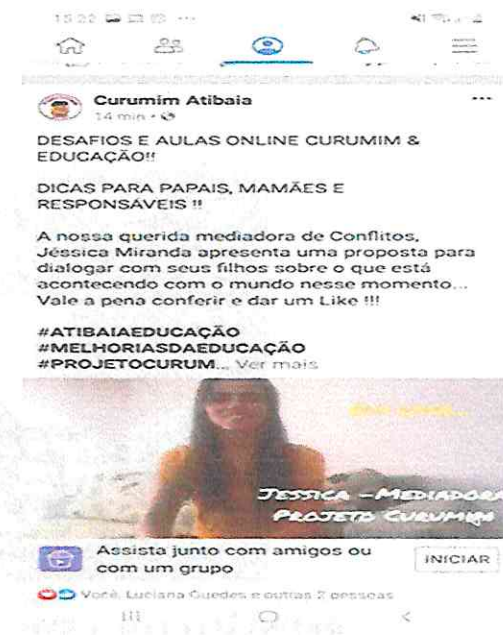 15:22
Curumim Atibaia
14 min •
DESAFIOS E AULAS ONLINE CURUMIM &
EDUCAÇÃO!!
DICAS PARA PAPAIS, MAMÃES E
RESPONSÁVEIS !!
A nossa querida mediadora de Conflitos,
Jéssica Miranda apresenta uma proposta para
dialogar com seus filhos sobre o que está
acontecendo com o mundo nesse momento...
Vale a pena conferir e dar um Like !!!
#ATIBAIAEDUCAÇÃO
#MELHORIASDAEDUCAÇÃO
#PROJETOCURUM... Ver mais
JESSICA - MEDIADORA
PROJETO CURUMIM
Assista junto com amigos ou
com um grupo
INICIAR
Você, Luciana Guedes e outras 2 pessoas